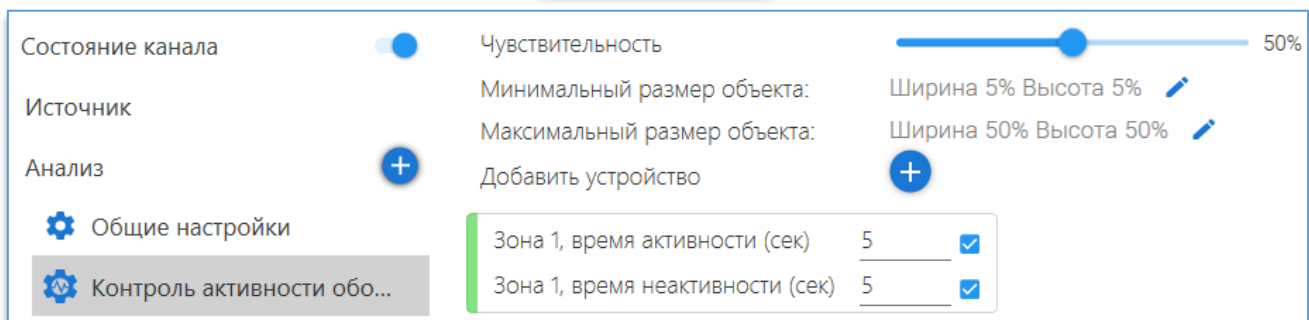 Состояние канала
Источник
Анализ
Общие настройки
Контроль активности обо...
Чувствительность 50%
Минимальный размер объекта: Ширина 5% Высота 5%
Максимальный размер объекта: Ширина 50% Высота 50%
Добавить устройство
Зона 1, время активности (сек) 5
Зона 1, время неактивности (сек) 5